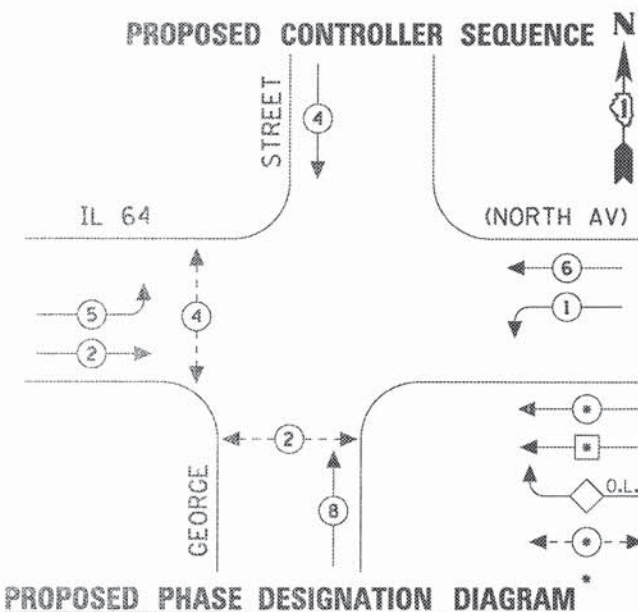 PROPOSED CONTROLLER SEQUENCE
N
STREET
4
1
IL 64
(NORTH AV)
6
5
4
1
2
*
2
*
GEORGE
8
O.L.
*
*
PROPOSED PHASE DESIGNATION DIAGRAM